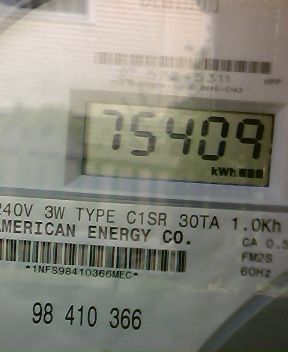 75409
kWh
240V 3W TYPE C1SR 30TA 1.0Kh
AMERICAN ENERGY CO.
CA 0.5
FM2S
60Hz
*1NFS98410366MEC*
98 410 366